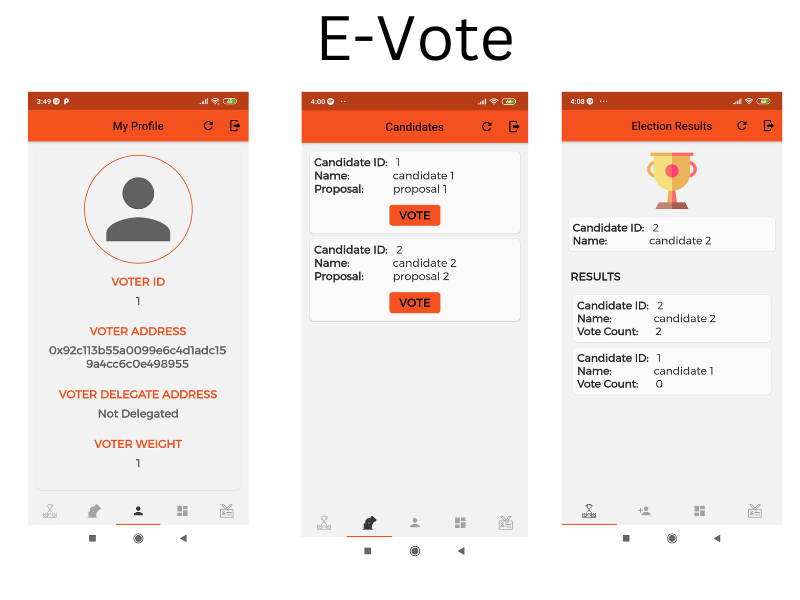 E-Vote
3:49
My Profile
VOTER ID
1
VOTER ADDRESS
0x92c113b55a0099e6c4d1adc15
9a4cc6c0e498955
VOTER DELEGATE ADDRESS
Not Delegated
VOTER WEIGHT
1
4:00
Candidates
Candidate ID: 1
Name: candidate 1
Proposal: proposal 1
VOTE
Candidate ID: 2
Name: candidate 2
Proposal: proposal 2
VOTE
4:08
Election Results
Candidate ID: 2
Name: candidate 2
RESULTS
Candidate ID: 2
Name: candidate 2
Vote Count: 2
Candidate ID: 1
Name: candidate 1
Vote Count: 0